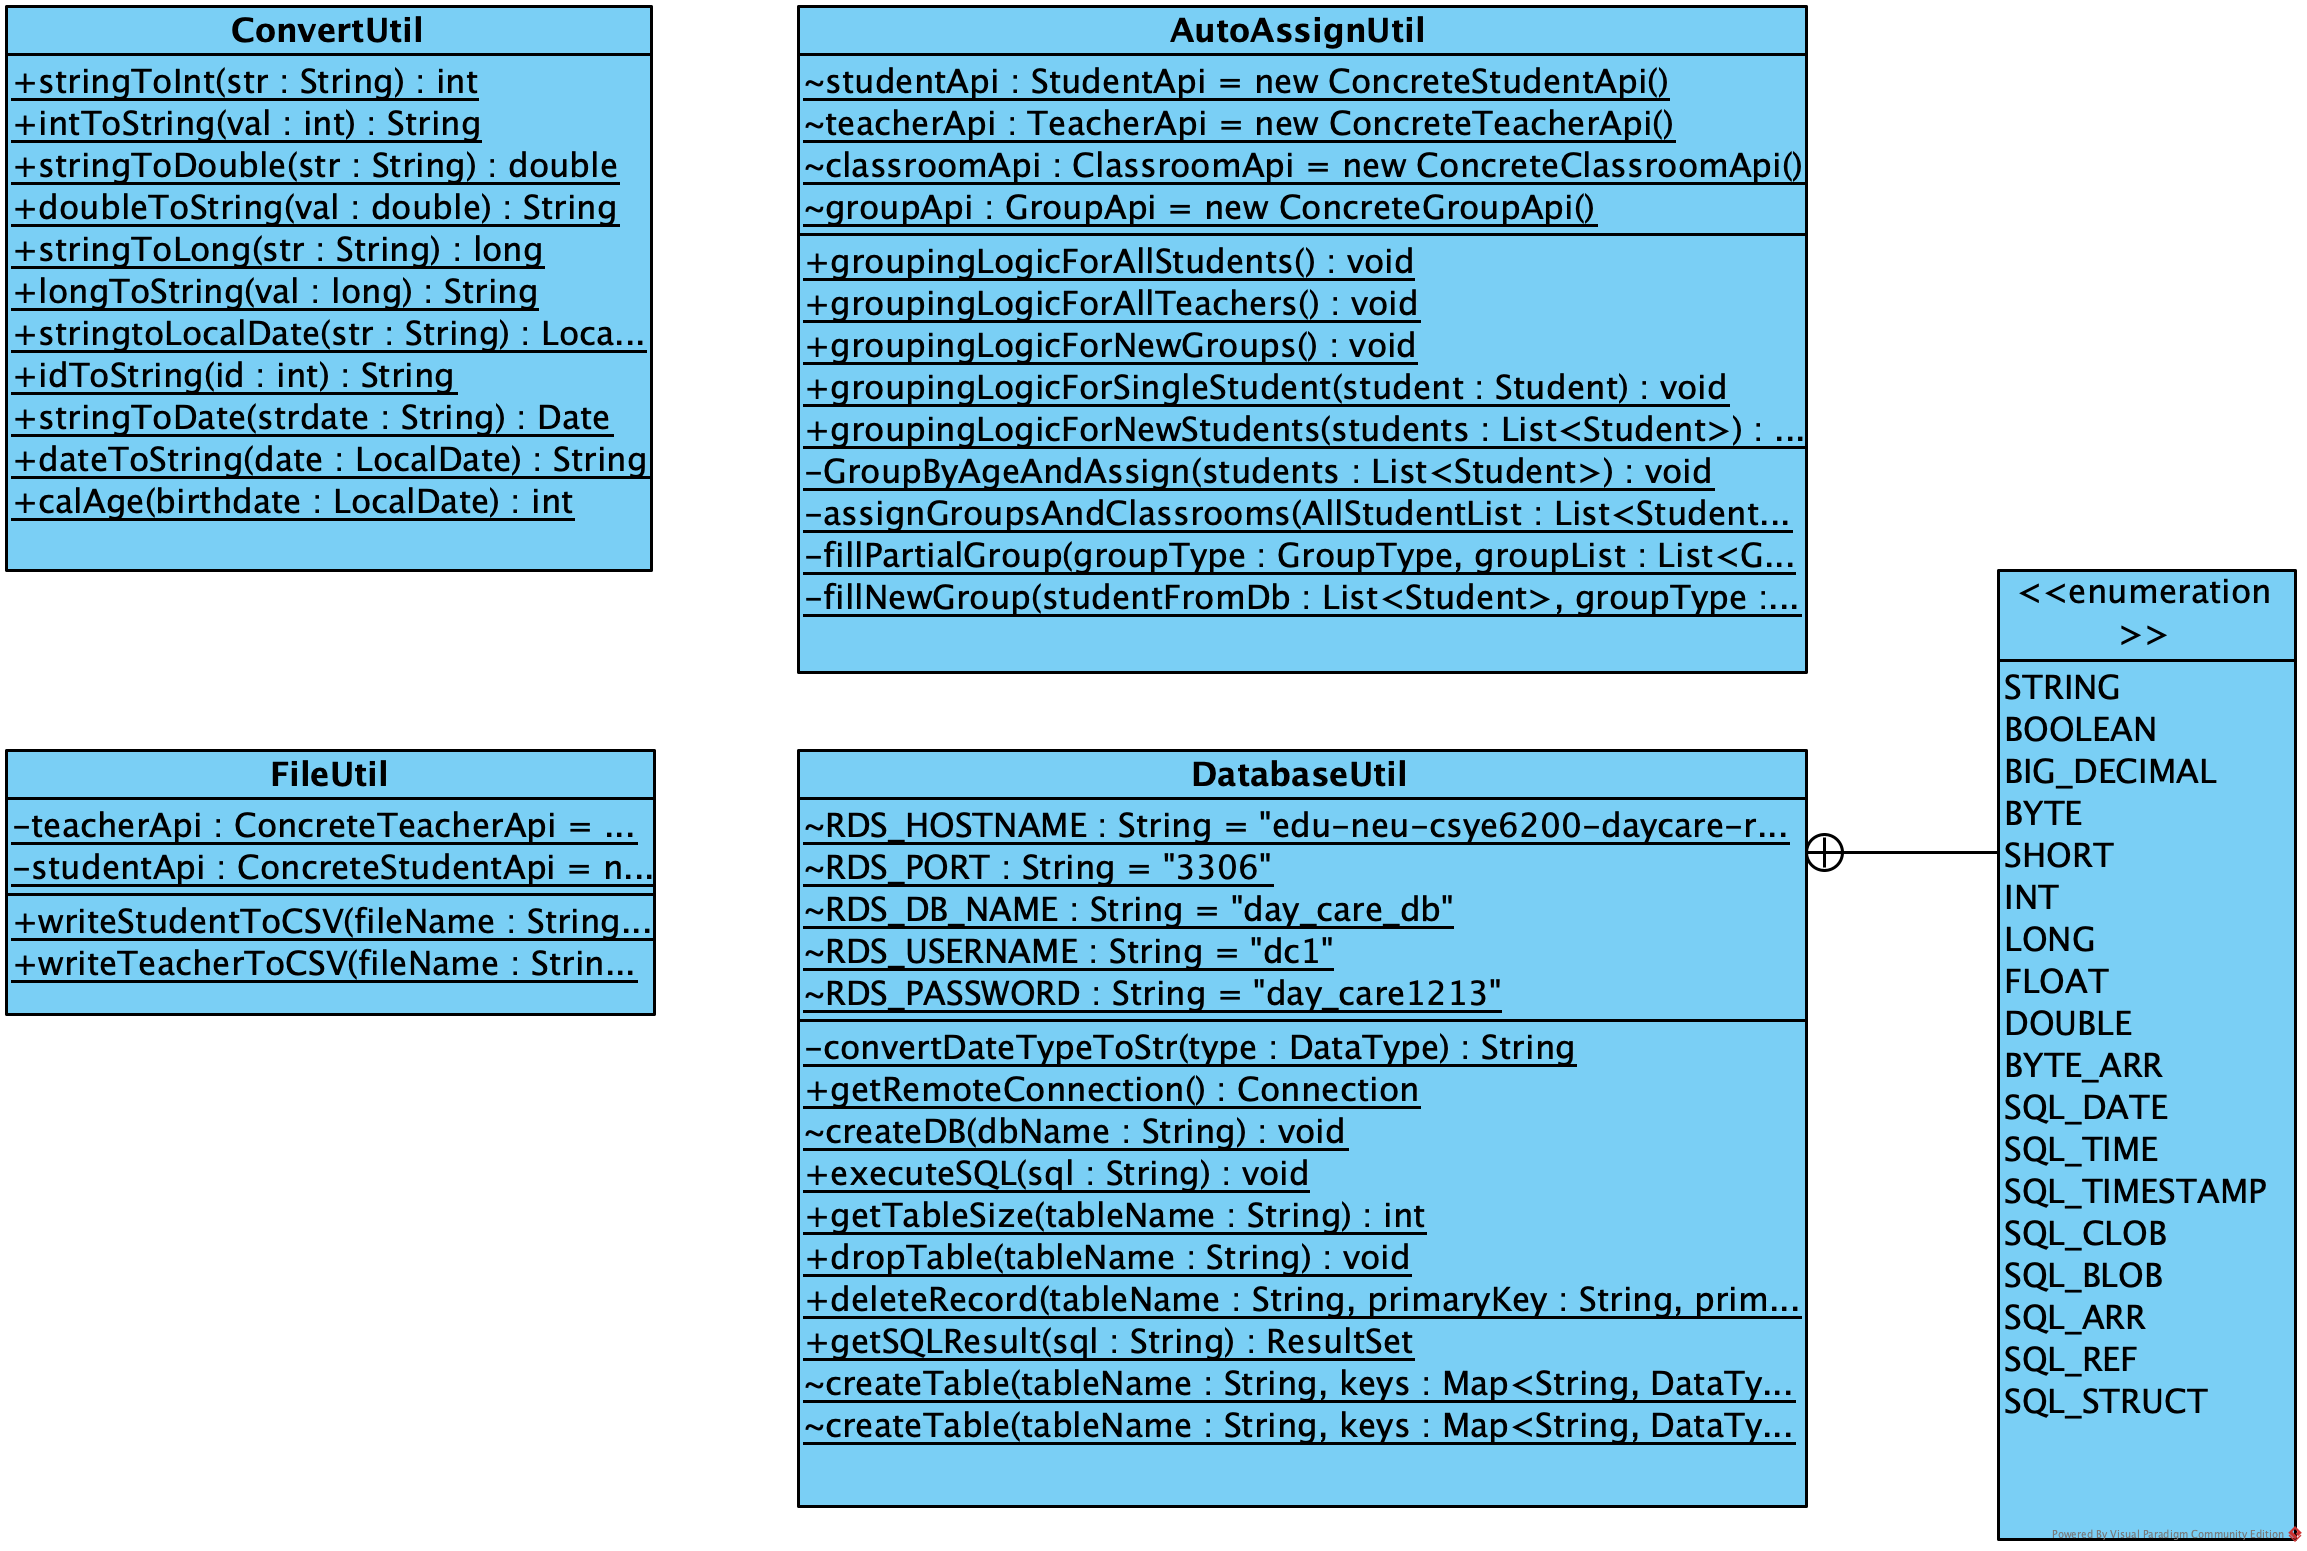 ConvertUtil
+stringToInt(str : String) : int
+intToString(val : int) : String
+stringToDouble(str : String) : double
+doubleToString(val : double) : String
+stringToLong(str : String) : long
+longToString(val : long) : String
+stringtoLocalDate(str : String) : Loca...
+idToString(id : int) : String
+stringToDate(strdate : String) : Date
+dateToString(date : LocalDate) : String
+calAge(birthdate : LocalDate) : int
AutoAssignUtil
~studentApi : StudentApi = new ConcreteStudentApi()
~teacherApi : TeacherApi = new ConcreteTeacherApi()
~classroomApi : ClassroomApi = new ConcreteClassroomApi()
~groupApi : GroupApi = new ConcreteGroupApi()
+groupingLogicForAllStudents() : void
+groupingLogicForAllTeachers() : void
+groupingLogicForNewGroups() : void
+groupingLogicForSingleStudent(student : Student) : void
+groupingLogicForNewStudents(students : List<Student>) : ...
-GroupByAgeAndAssign(students : List<Student>) : void
-assignGroupsAndClassrooms(AllStudentList : List<Student...
-fillPartialGroup(groupType : GroupType, groupList : List<G...
-fillNewGroup(studentFromDb : List<Student>, groupType :...
FileUtil
-teacherApi : ConcreteTeacherApi = ...
-studentApi : ConcreteStudentApi = n...
+writeStudentToCSV(fileName : String...
+writeTeacherToCSV(fileName : Strin...
DatabaseUtil
~RDS_HOSTNAME : String = "edu-neu-csye6200-daycare-r...
~RDS_PORT : String = "3306"
~RDS_DB_NAME : String = "day_care_db"
~RDS_USERNAME : String = "dc1"
~RDS_PASSWORD : String = "day_care1213"
-convertDateTypeToStr(type : DataType) : String
+getRemoteConnection() : Connection
~createDB(dbName : String) : void
+executeSQL(sql : String) : void
+getTableSize(tableName : String) : int
+dropTable(tableName : String) : void
+deleteRecord(tableName : String, primaryKey : String, prim...
+getSQLResult(sql : String) : ResultSet
~createTable(tableName : String, keys : Map<String, DataTy...
~createTable(tableName : String, keys : Map<String, DataTy...
<<enumeration
>>
STRING
BOOLEAN
BIG_DECIMAL
BYTE
SHORT
INT
LONG
FLOAT
DOUBLE
BYTE_ARR
SQL_DATE
SQL_TIME
SQL_TIMESTAMP
SQL_CLOB
SQL_BLOB
SQL_ARR
SQL_REF
SQL_STRUCT
Powered By Visual Paradigm Community Edition